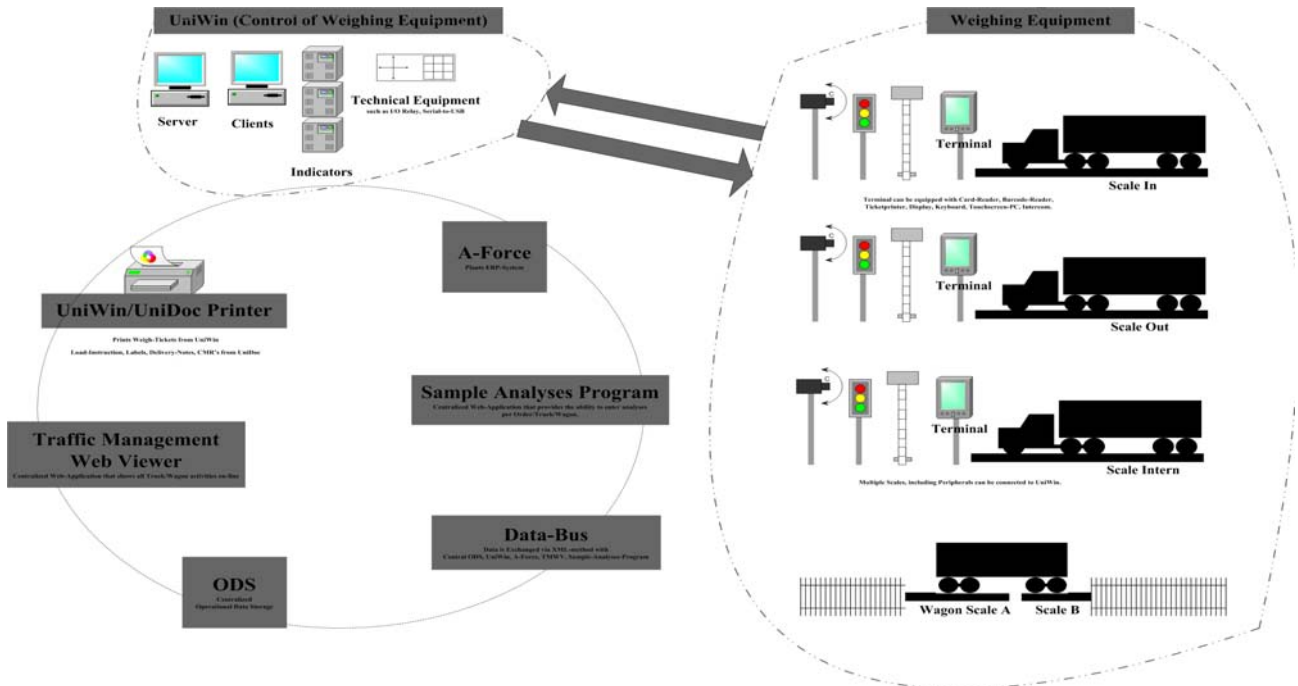 UniWin (Control of Weighing Equipment)
Server
Clients
Indicators
Technical Equipment
such as I/O Relay, Serial-to-USB
Weighing Equipment
Terminal
Scale In
Terminal can be equipped with Card-Reader, Barcode-Reader,
Ticketprinter, Display, Keyboard, Touchscreen-PC, Intercom.
Terminal
Scale Out
Terminal
Scale Intern
Multiple Scales, including Peripherals can be connected to UniWin.
Wagon Scale A
Scale B
A-Force
Plants ERP-System
UniWin/UniDoc Printer
Prints Weigh-Tickets from UniWin
Load-Instruction, Labels, Delivery-Notes, CMR's from UniDoc
Sample Analyses Program
Centralized Web-Application that provides the ability to enter analyses
per Order/Truck/Wagon.
Traffic Management
Web Viewer
Centralized Web-Application that shows all Truck/Wagon activities on-line
Data-Bus
Data is Exchanged via XML-method with
Central ODS, UniWin, A-Force, TMWV, Sample-Analyses-Program
ODS
Centralized
Operational Data Storage